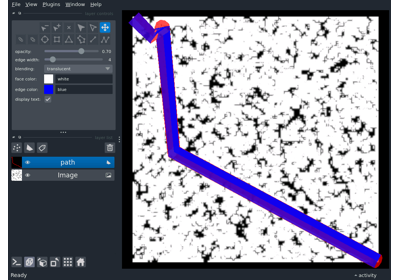 File View Plugins Window Help
opacity: 0.70
edge width: 4
blending: translucent
face color: white
edge color: blue
display text: ✓
path
Image
Ready
activity